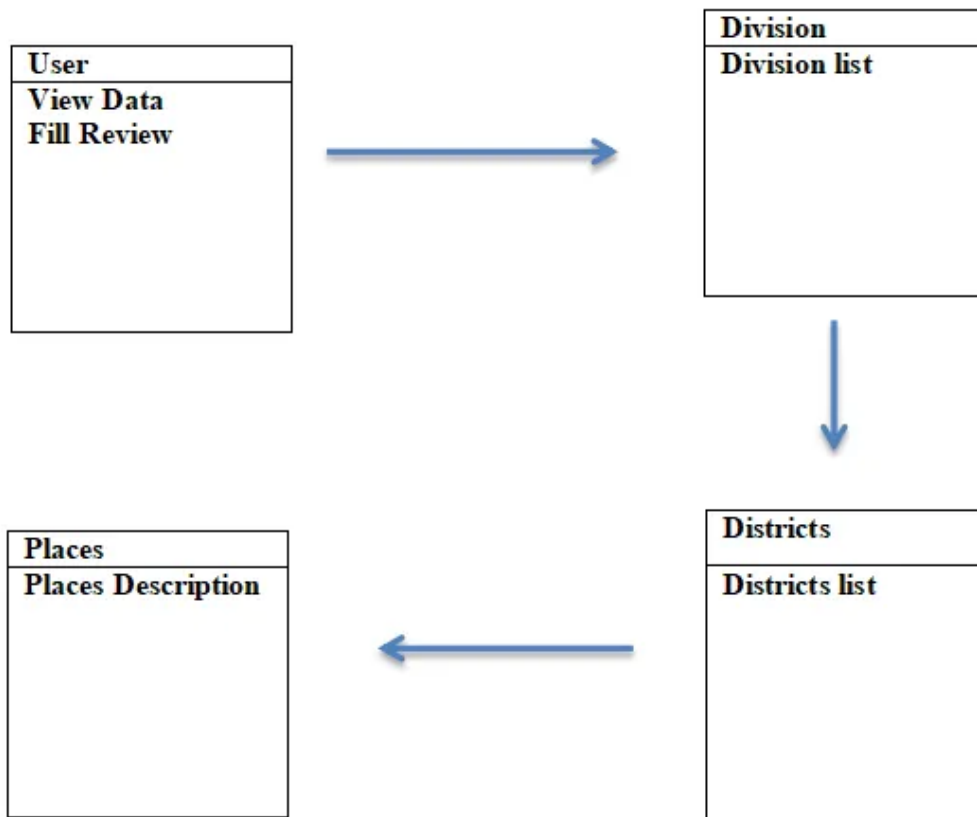 User
View Data
Fill Review
Division
Division list
Districts
Districts list
Places
Places Description